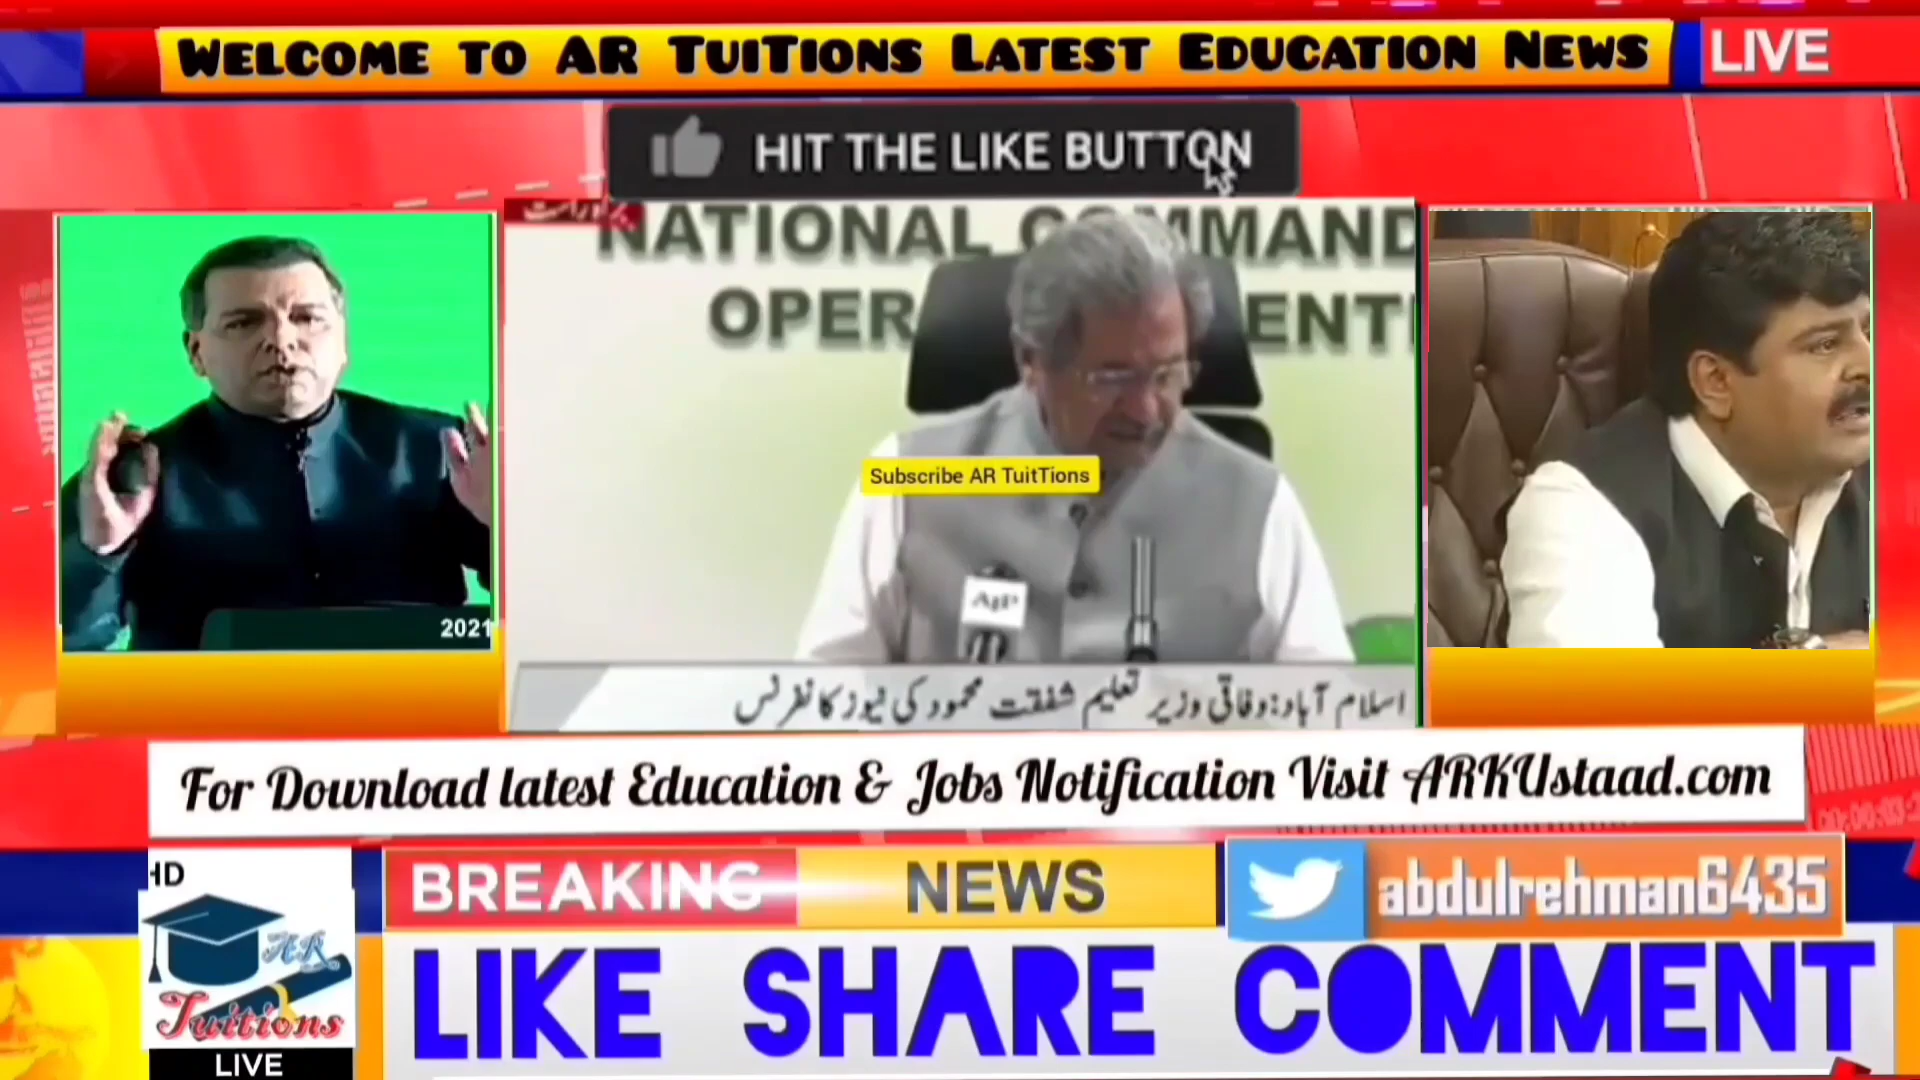 Welcome to AR TuiTions Latest Education News
LIVE
HIT THE LIKE BUTTON
براہ راست
NATIONAL COMMAND
OPER ENT
Subscribe AR TuitTions
2021
اسلام آباد: وفاقی وزیر تعلیم شفقت محمود کی نیوز کانفرنس
For Download latest Education & Jobs Notification Visit ARKUstaad.com
HD
AR
Tuitions
LIVE
BREAKING NEWS
abdulrehman6435
LIKE SHARE COMMENT